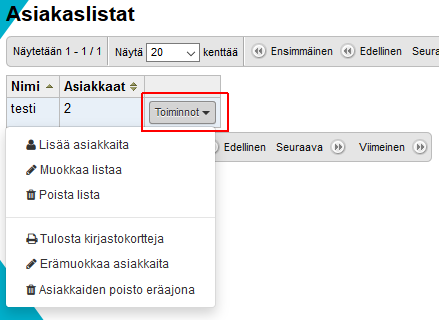 Asiakaslistat
Näytetään 1 - 1 / 1 Näytä 20 kenttää Ensimmäinen Edellinen Seura
Nimi Asiakkaat
testi 2 Toiminnot
Edellinen Seuraava Viimeinen
Lisää asiakkaita
Muokkaa listaa
Poista lista
Tulosta kirjastokortteja
Erämuokkaa asiakkaita
Asiakkaiden poisto eräajona